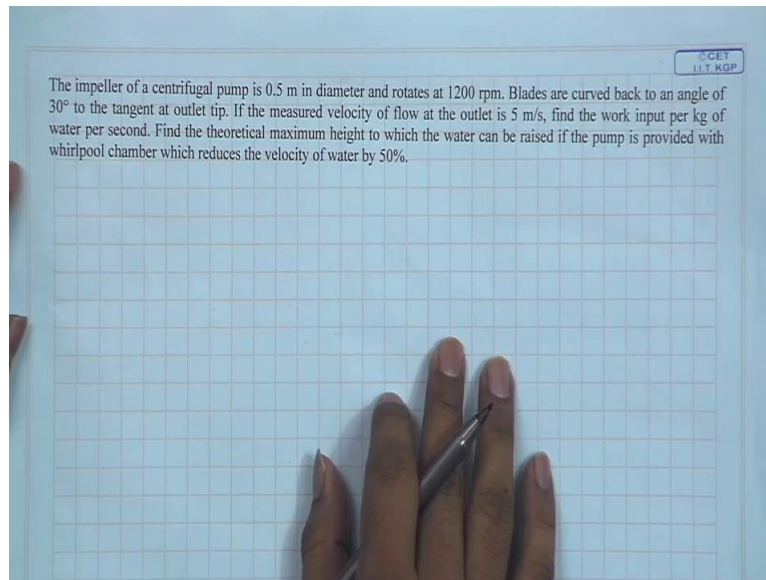 ©CET
I.I.T. KGP
The impeller of a centrifugal pump is 0.5 m in diameter and rotates at 1200 rpm. Blades are curved back to an angle of
30° to the tangent at outlet tip. If the measured velocity of flow at the outlet is 5 m/s, find the work input per kg of
water per second. Find the theoretical maximum height to which the water can be raised if the pump is provided with
whirlpool chamber which reduces the velocity of water by 50%.